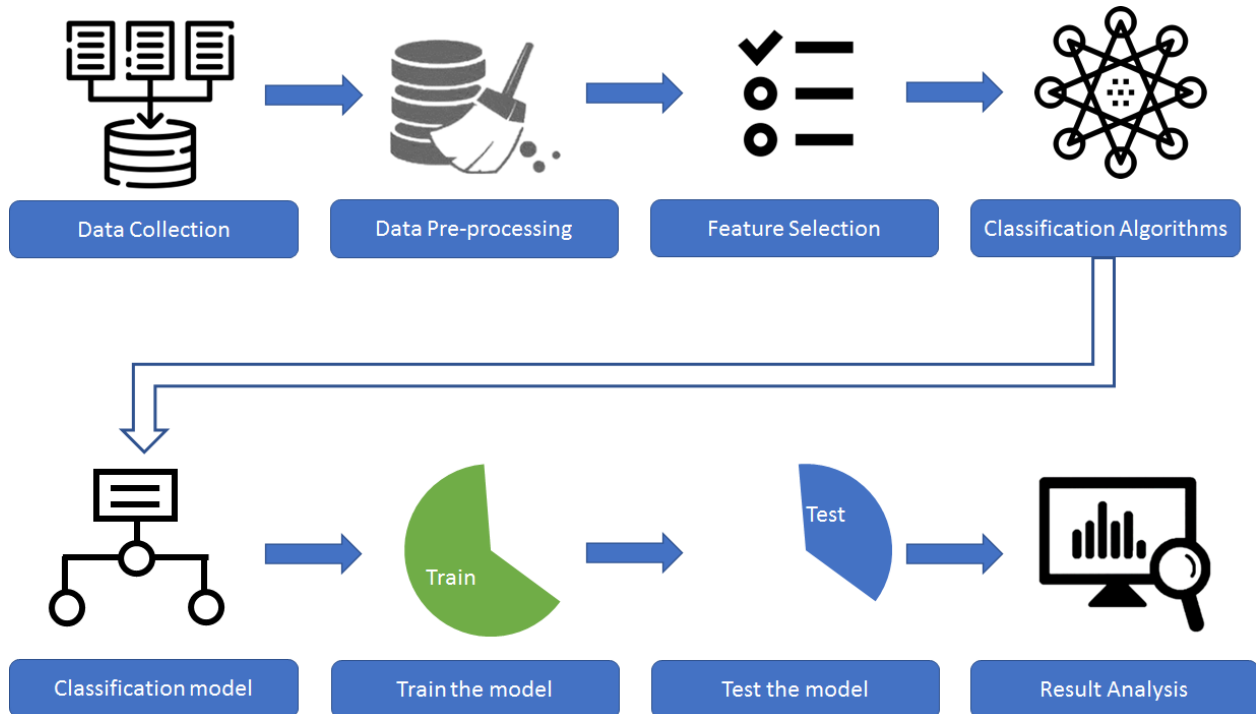 Data Collection
Data Pre-processing
Feature Selection
Classification Algorithms
Train
Test
Classification model
Train the model
Test the model
Result Analysis